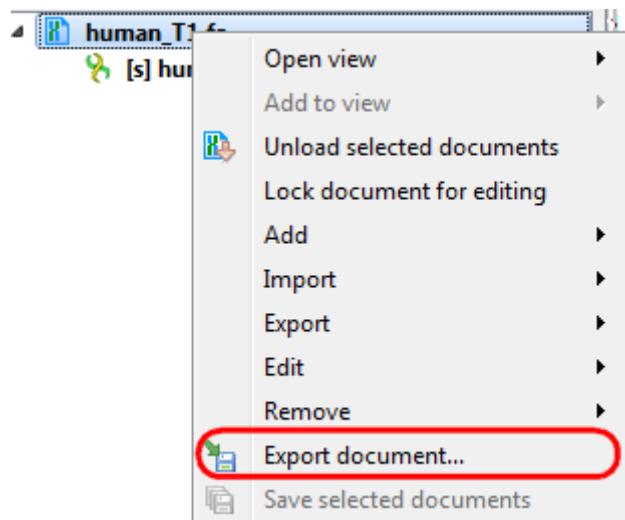 human_T1.fa
[s] hu
Open view
Add to view
Unload selected documents
Lock document for editing
Add
Import
Export
Edit
Remove
Export document...
Save selected documents